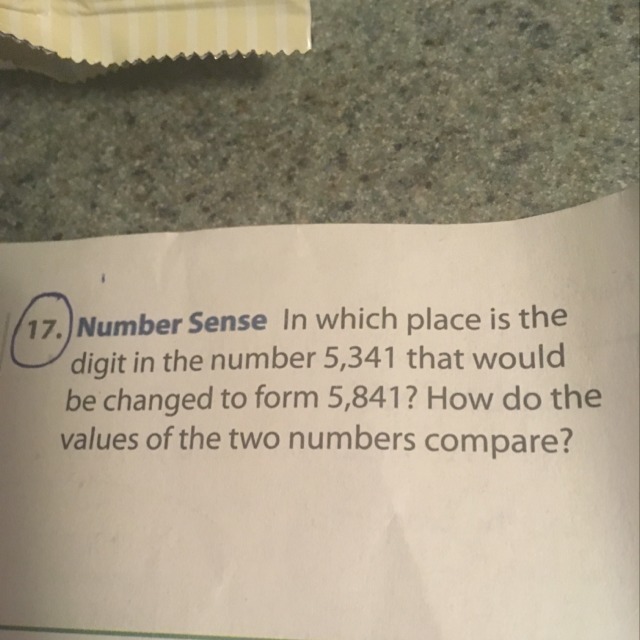 17. Number Sense In which place is the
digit in the number 5,341 that would
be changed to form 5,841? How do the
values of the two numbers compare?